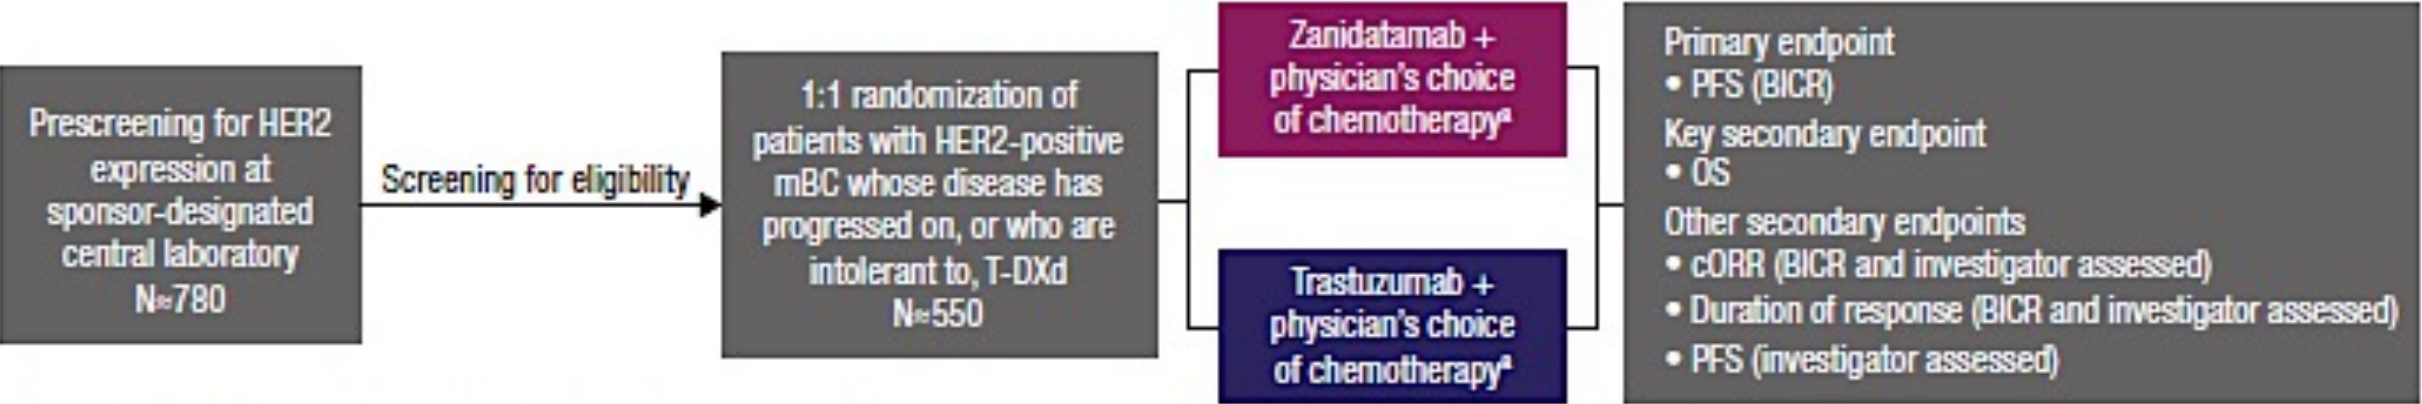 Prescreening for HER2
expression at
sponsor-designated
central laboratory
N≈780
Screening for eligibility
1:1 randomization of
patients with HER2-positive
mBC whose disease has
progressed on, or who are
intolerant to, T-DXd
N≈550
Zanidatamab +
physician's choice
of chemotherapyª
Trastuzumab +
physician's choice
of chemotherapyª
Primary endpoint
• PFS (BICR)
Key secondary endpoint
• OS
Other secondary endpoints
• cORR (BICR and investigator assessed)
• Duration of response (BICR and investigator assessed)
• PFS (investigator assessed)